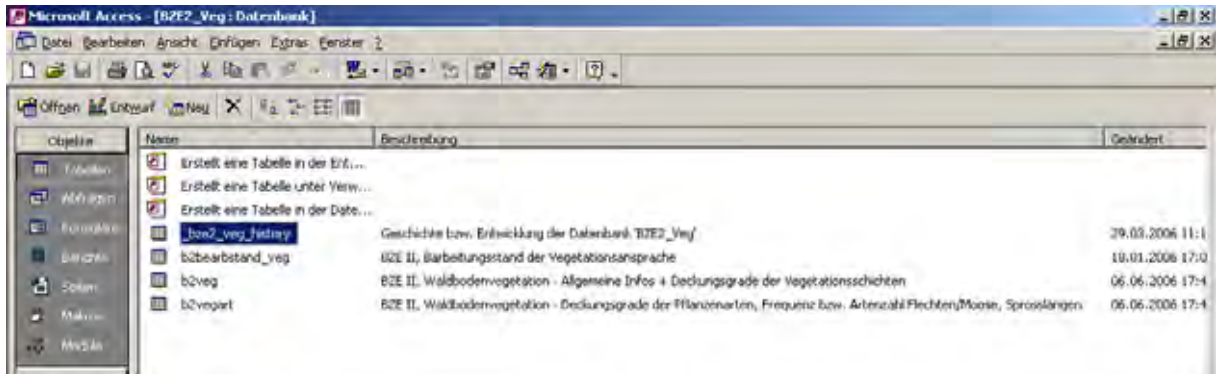 Microsoft Access - [BZE2_Veg : Datenbank]
Datei Bearbeiten Ansicht Einfügen Extras Fenster ?
Öffnen Entwurf Neu
Objekte Name Beschreibung Geändert
Tabellen Erstellt eine Tabelle in der Ent...
Abfragen Erstellt eine Tabelle unter Verw...
Erstellt eine Tabelle in der Date...
Formulare _bze2_veg_history Geschichte bzw. Entwicklung der Datenbank 'BZE2_Veg' 29.03.2006 11:1
Berichte b2bearbstand_veg BZE II, Barbeitungsstand der Vegetationsansprache 18.01.2006 17:0
Seiten b2veg BZE II, Waldbodenvegetation - Allgemeine Infos + Deckungsgrade der Vegetationsschichten 06.06.2006 17:4
Makros b2vegart BZE II, Waldbodenvegetation - Deckungsgrade der Pflanzenarten, Frequenz bzw. Artenzahl Flechten/Moose, Sprosslängen 06.06.2006 17:4
Module